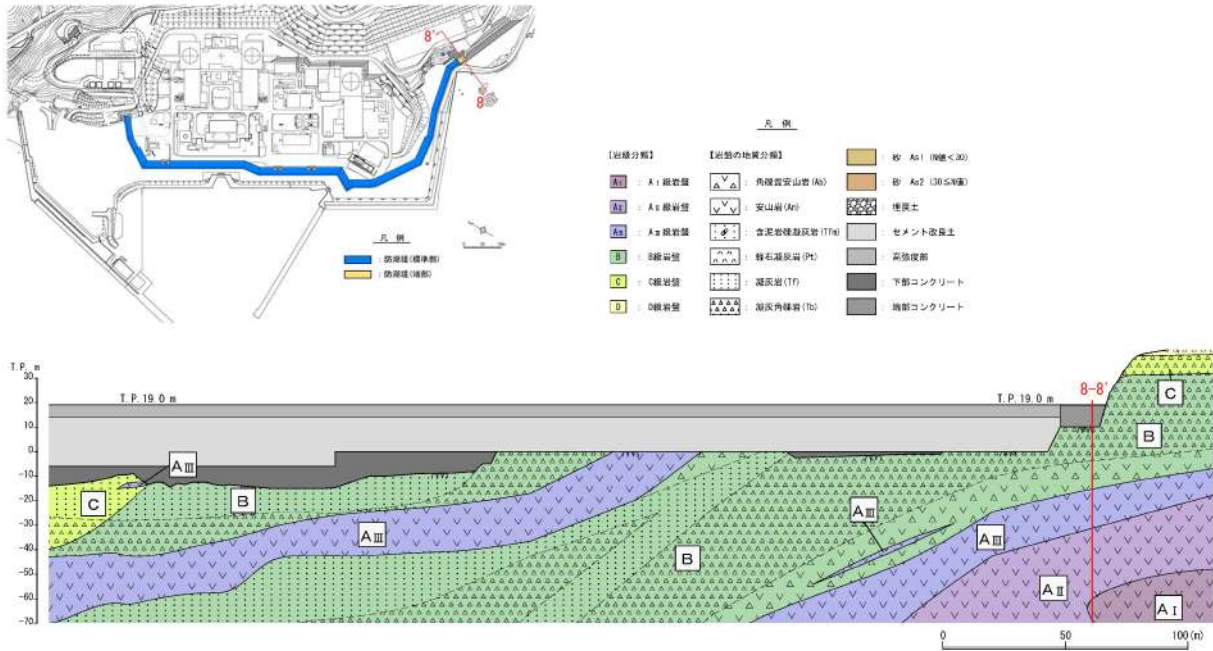 8'
8
凡 例
: 防潮堤(標準部)
: 防潮堤(端部)
凡 例
【岩級分類】
【岩盤の地質分類】
AⅠ : AⅠ級岩盤
AⅡ : AⅡ級岩盤
AⅢ : AⅢ級岩盤
B : B級岩盤
C : C級岩盤
D : D級岩盤
: 角礫質安山岩(Ab)
: 安山岩(An)
: 含泥岩礫凝灰岩(Tfm)
: 軽石凝灰岩(Pt)
: 凝灰岩(Tf)
: 凝灰角礫岩(Tb)
: 砂 As1 (N値<30)
: 砂 As2 (30≦N値)
: 埋戻土
: セメント改良土
: 高強度部
: 下部コンクリート
: 端部コンクリート
T.P. m
30
20
10
0
-10
-20
-30
-40
-50
-60
-70
T.P. 19.0 m
T.P. 19.0 m
8-8'
C
B
AⅢ
C
B
AⅢ
B
AⅢ
AⅢ
AⅡ
AⅠ
0 50 100(m)